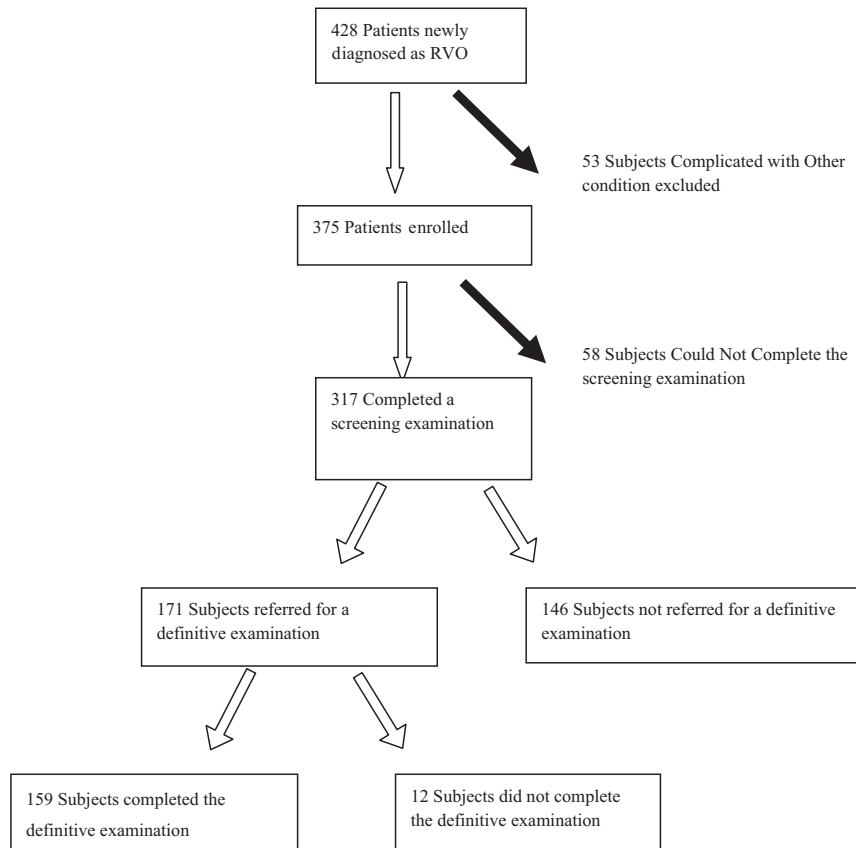 428 Patients newly
diagnosed as RVO
53 Subjects Complicated with Other
condition excluded
375 Patients enrolled
58 Subjects Could Not Complete the
screening examination
317 Completed a
screening examination
171 Subjects referred for a
definitive examination
146 Subjects not referred for a definitive
examination
159 Subjects completed the
definitive examination
12 Subjects did not complete
the definitive examination